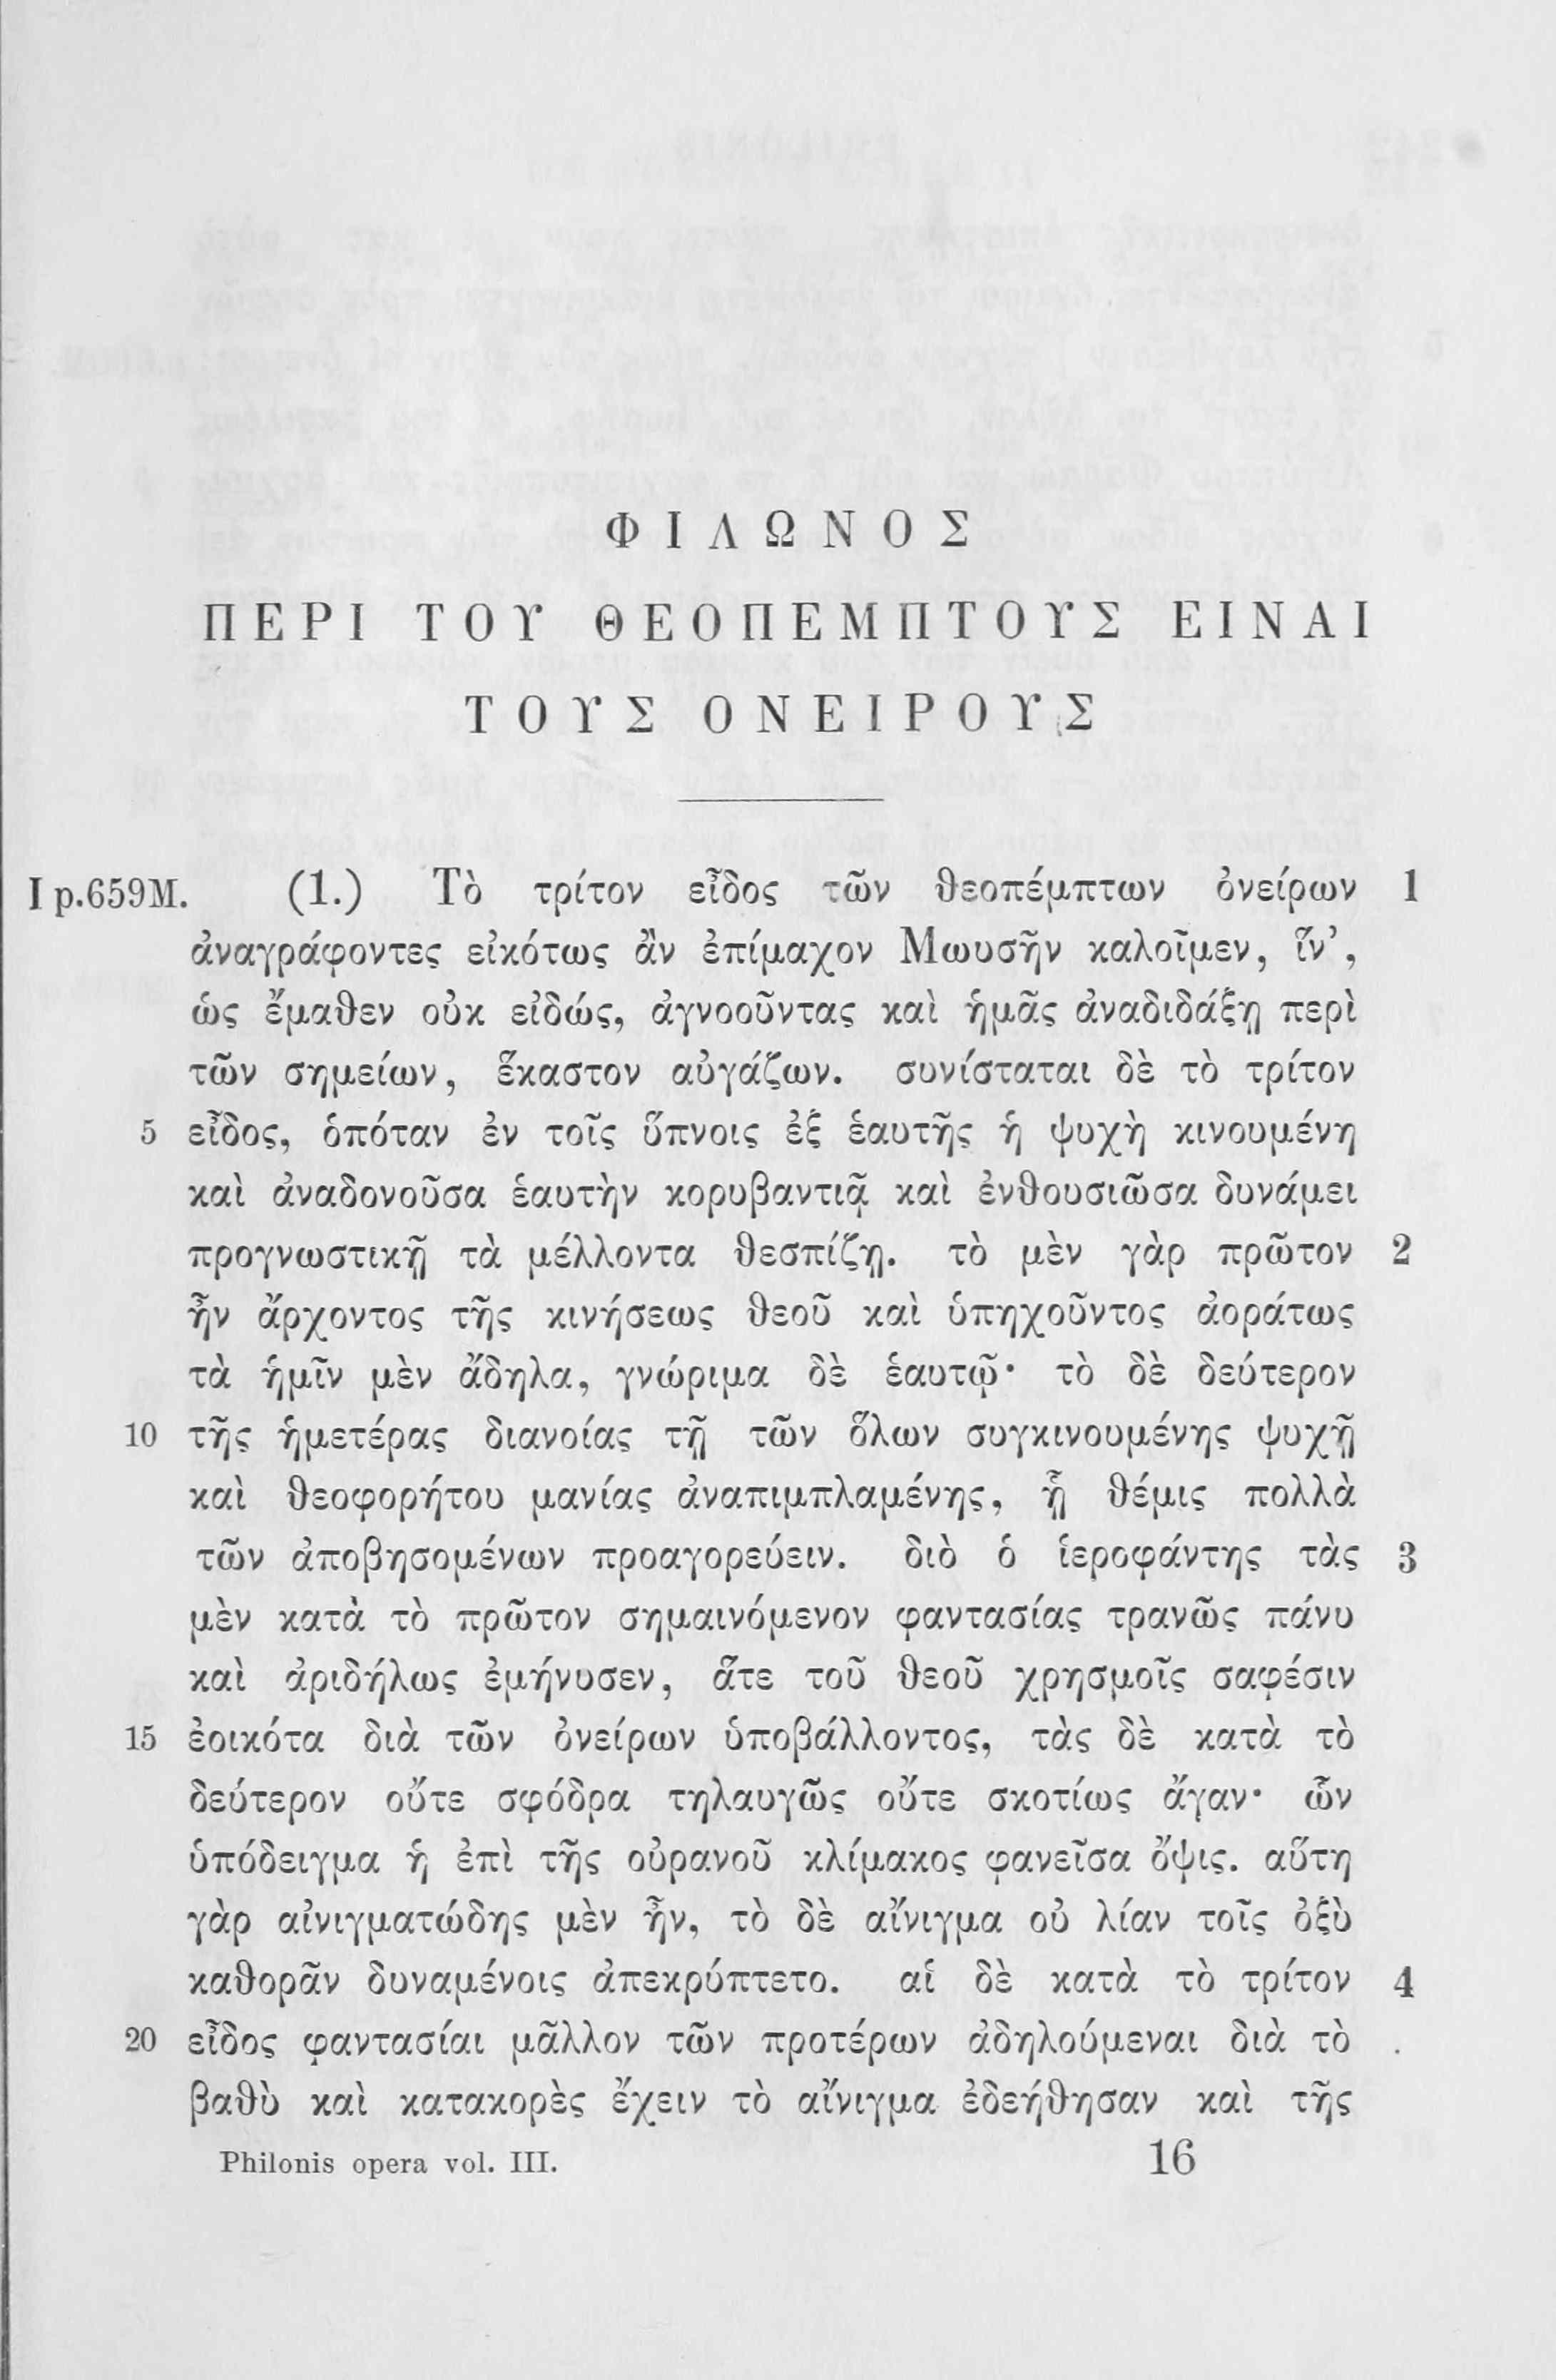 ΦΙΛΩΝΟΣ
ΠΕΡΙ ΤΟΥ ΘΕΟΠΕΜΠΤΟΥΣ ΕΙΝΑΙ
ΤΟΥΣ ΟΝΕΙΡΟΥΣ
I p.659M. (1.) Τὸ τρίτον εἶδος τῶν θεοπέμπτων ὀνείρων 1
ἀναγράφοντες εἰκότως ἂν ἐπίμαχον Μωυσῆν καλοῖμεν, ἵν’,
ὡς ἔμαθεν οὐκ εἰδώς, ἀγνοοῦντας καὶ ἡμᾶς ἀναδιδάξῃ περὶ
τῶν σημείων, ἕκαστον αὐγάζων. συνίσταται δὲ τὸ τρίτον
5 εἶδος, ὁπόταν ἐν τοῖς ὕπνοις ἐξ ἑαυτῆς ἡ ψυχὴ κινουμένη
καὶ ἀναδονοῦσα ἑαυτὴν κορυβαντιᾷ καὶ ἐνθουσιῶσα δυνάμει
προγνωστικῇ τὰ μέλλοντα θεσπίζῃ. τὸ μὲν γὰρ πρῶτον 2
ἦν ἄρχοντος τῆς κινήσεως θεοῦ καὶ ὑπηχοῦντος ἀοράτως
τὰ ἡμῖν μὲν ἄδηλα, γνώριμα δὲ ἑαυτῷ· τὸ δὲ δεύτερον
10 τῆς ἡμετέρας διανοίας τῇ τῶν ὅλων συγκινουμένης ψυχῇ
καὶ θεοφορήτου μανίας ἀναπιμπλαμένης, ᾗ θέμις πολλὰ
τῶν ἀποβησομένων προαγορεύειν. διὸ ὁ ἱεροφάντης τὰς 3
μὲν κατὰ τὸ πρῶτον σημαινόμενον φαντασίας τρανῶς πάνυ
καὶ ἀριδήλως ἐμήνυσεν, ἅτε τοῦ θεοῦ χρησμοῖς σαφέσιν
15 ἐοικότα διὰ τῶν ὀνείρων ὑποβάλλοντος, τὰς δὲ κατὰ τὸ
δεύτερον οὔτε σφόδρα τηλαυγῶς οὔτε σκοτίως ἄγαν· ὧν
ὑπόδειγμα ἡ ἐπὶ τῆς οὐρανοῦ κλίμακος φανεῖσα ὄψις. αὕτη
γὰρ αἰνιγματώδης μὲν ἦν, τὸ δὲ αἴνιγμα οὐ λίαν τοῖς ὀξὺ
καθορᾶν δυναμένοις ἀπεκρύπτετο. αἱ δὲ κατὰ τὸ τρίτον 4
20 εἶδος φαντασίαι μᾶλλον τῶν προτέρων ἀδηλούμεναι διὰ τὸ
βαθὺ καὶ κατακορὲς ἔχειν τὸ αἴνιγμα ἐδεήθησαν καὶ τῆς
Philonis opera vol. III. 16